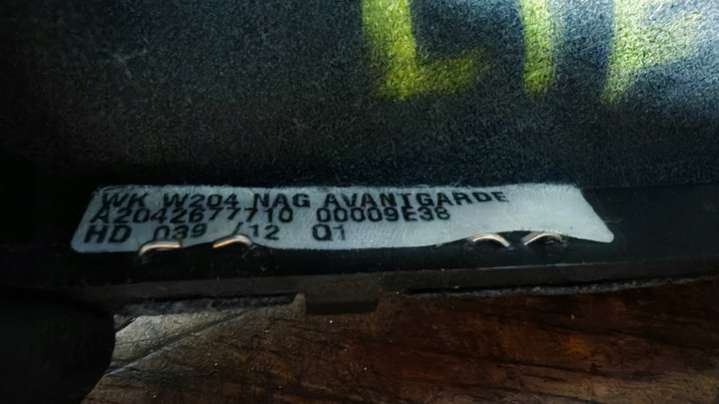 WK W204 NAG AVANTGARDE
A2042677710 00009E38
HD 039 /12 Q1